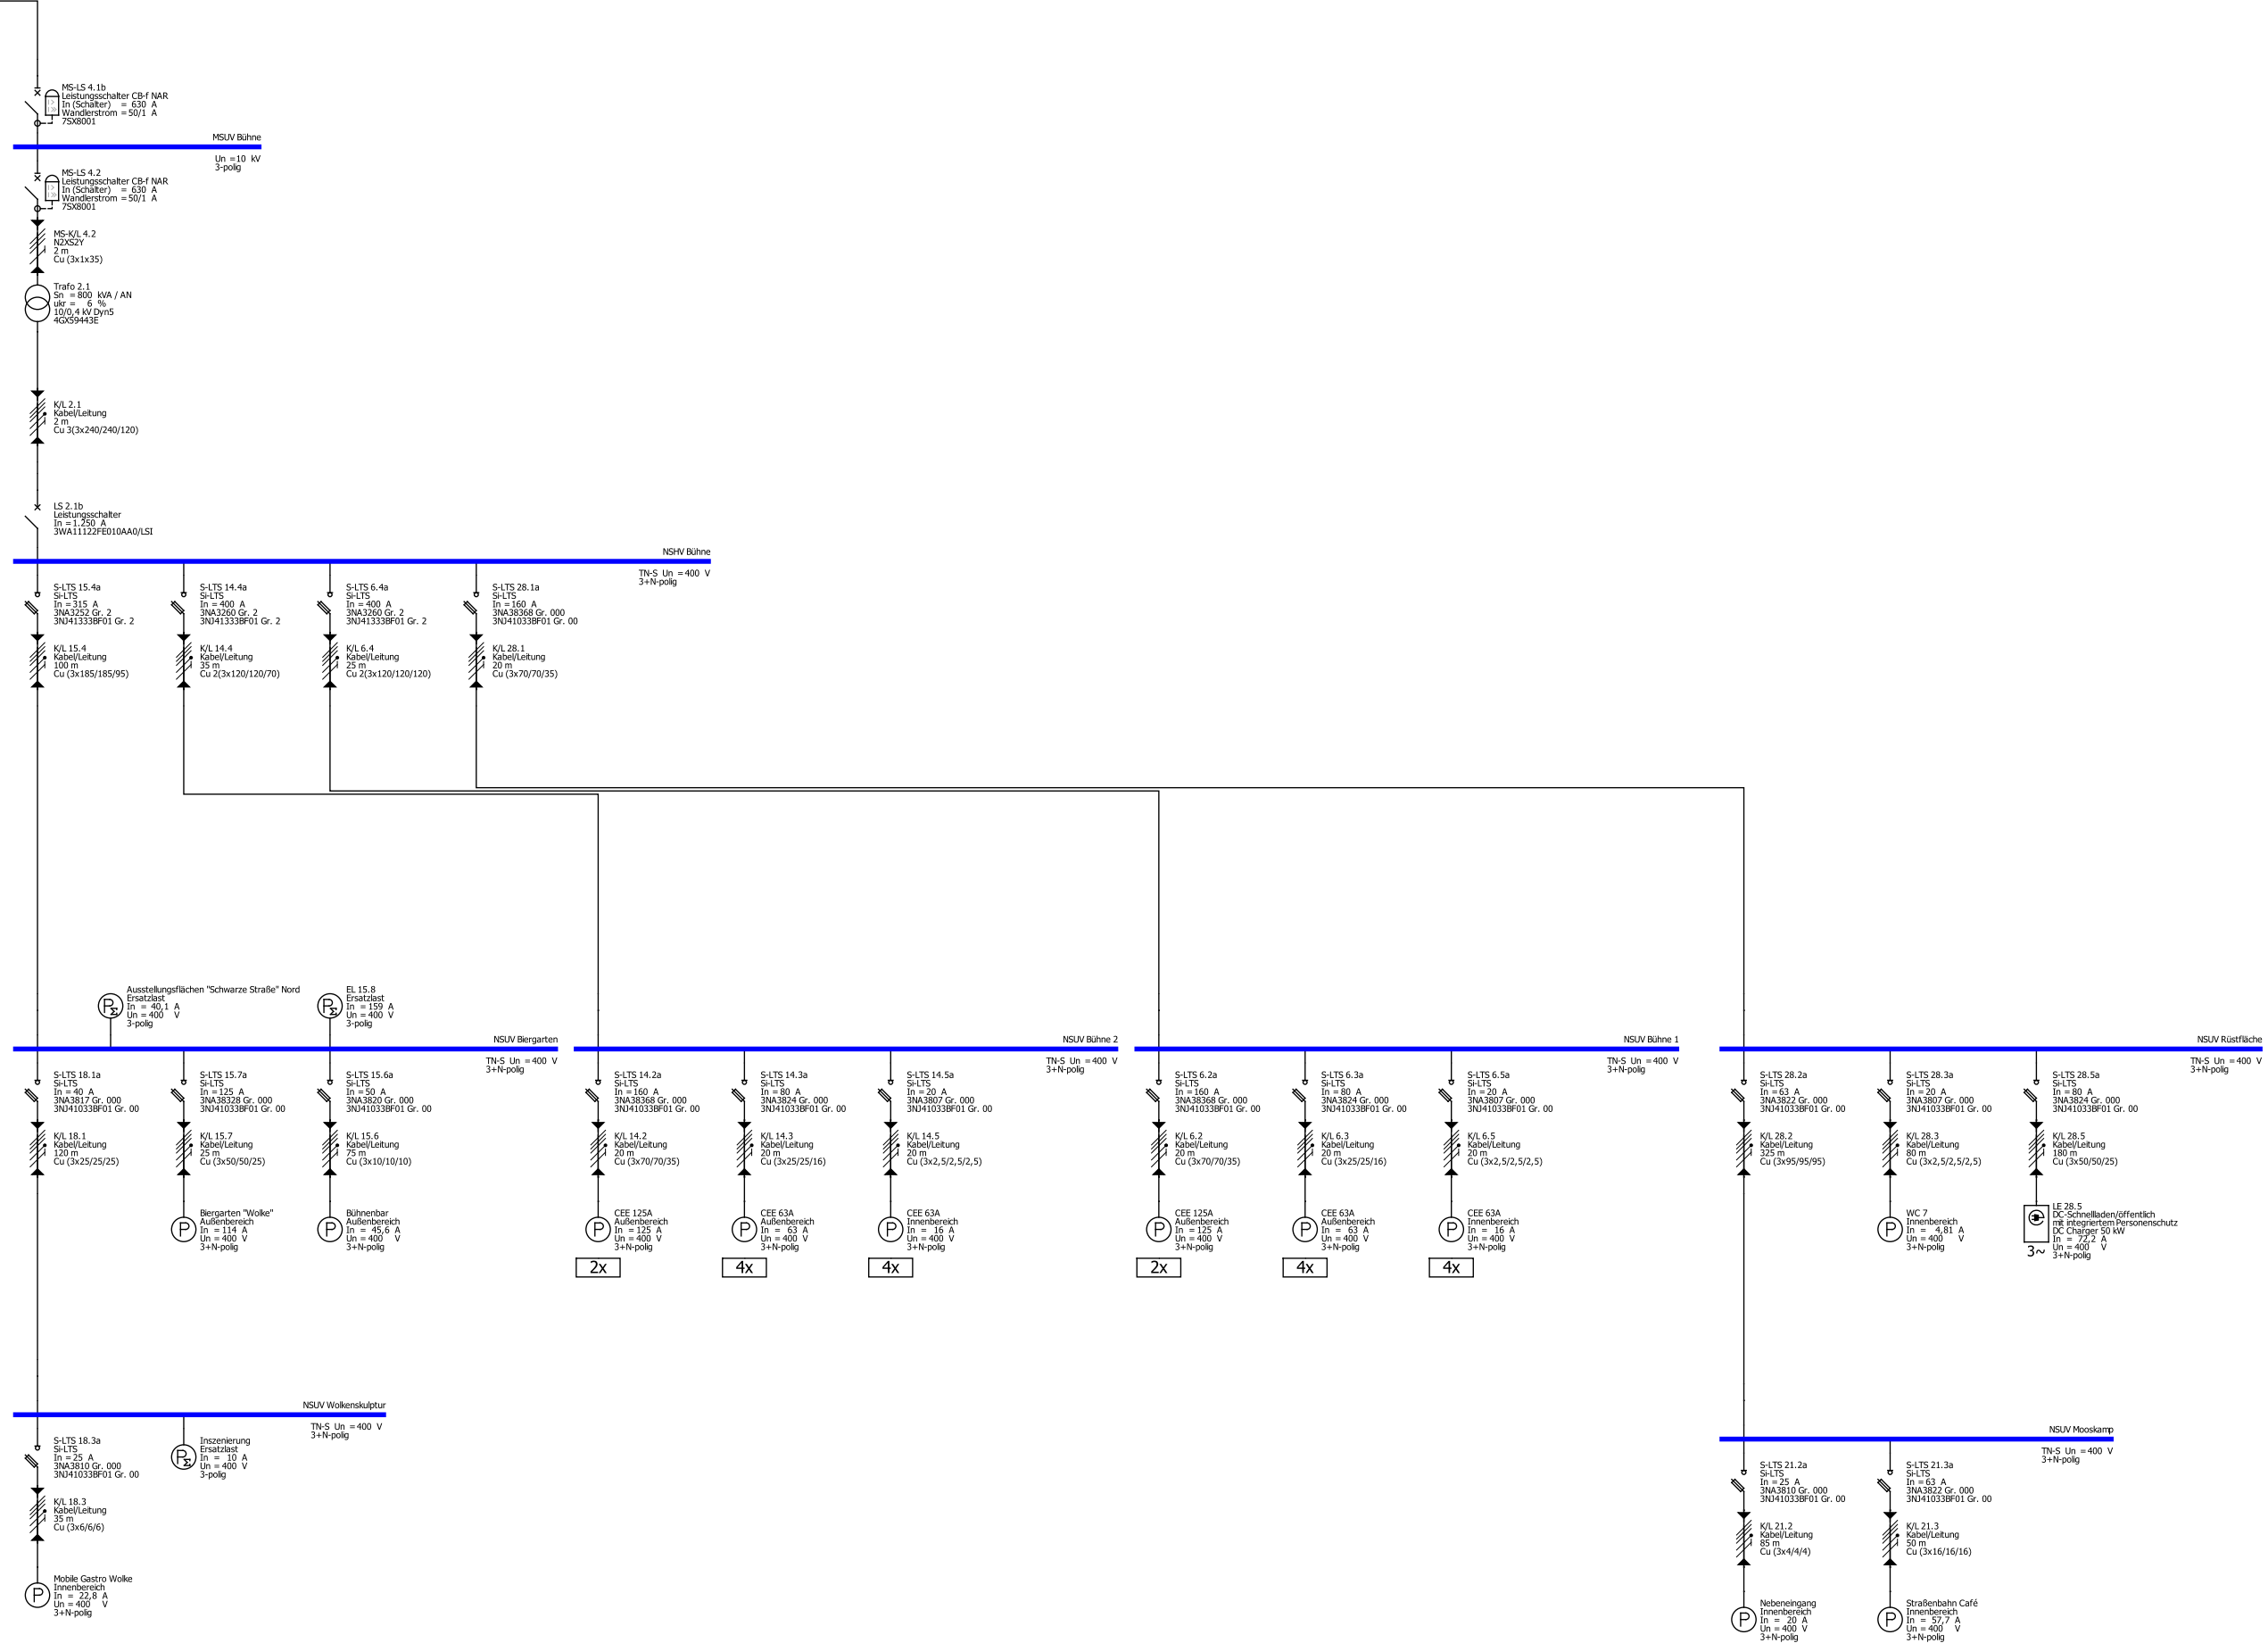 MS-LS 4.1b
Leistungsschalter CB-f NAR
In (Schalter) = 630 A
Wandlerstrom = 50/1 A
7SX8001
MSUV Bühne
Un = 10 kV
3-polig
MS-LS 4.2
Leistungsschalter CB-f NAR
In (Schalter) = 630 A
Wandlerstrom = 50/1 A
7SX8001
MS-K/L 4.2
N2XS2Y
2 m
Cu (3x1x35)
Trafo 2.1
Sn = 800 kVA / AN
ukr = 6 %
10/0,4 kV Dyn5
4GX59443E
K/L 2.1
Kabel/Leitung
2 m
Cu 3(3x240/240/120)
LS 2.1b
Leistungsschalter
In = 1.250 A
3WA11122FE010AA0/LSI
NSHV Bühne
TN-S Un = 400 V
3+N-polig
S-LTS 15.4a
Si-LTS
In = 315 A
3NA3252 Gr. 2
3NJ41333BF01 Gr. 2
K/L 15.4
Kabel/Leitung
100 m
Cu (3x185/185/95)
S-LTS 14.4a
Si-LTS
In = 400 A
3NA3260 Gr. 2
3NJ41333BF01 Gr. 2
K/L 14.4
Kabel/Leitung
35 m
Cu 2(3x120/120/70)
S-LTS 6.4a
Si-LTS
In = 400 A
3NA3260 Gr. 2
3NJ41333BF01 Gr. 2
K/L 6.4
Kabel/Leitung
25 m
Cu 2(3x120/120/120)
S-LTS 28.1a
Si-LTS
In = 160 A
3NA38368 Gr. 000
3NJ41033BF01 Gr. 00
K/L 28.1
Kabel/Leitung
20 m
Cu (3x70/70/35)
Ausstellungsflächen "Schwarze Straße" Nord
Ersatzlast
In = 40,1 A
Un = 400 V
3-polig
EL 15.8
Ersatzlast
In = 159 A
Un = 400 V
3-polig
NSUV Biergarten
TN-S Un = 400 V
3+N-polig
S-LTS 18.1a
Si-LTS
In = 40 A
3NA3817 Gr. 000
3NJ41033BF01 Gr. 00
K/L 18.1
Kabel/Leitung
120 m
Cu (3x25/25/25)
S-LTS 15.7a
Si-LTS
In = 125 A
3NA38328 Gr. 000
3NJ41033BF01 Gr. 00
K/L 15.7
Kabel/Leitung
25 m
Cu (3x50/50/25)
Biergarten "Wolke"
Außenbereich
In = 114 A
Un = 400 V
3+N-polig
S-LTS 15.6a
Si-LTS
In = 50 A
3NA3820 Gr. 000
3NJ41033BF01 Gr. 00
K/L 15.6
Kabel/Leitung
75 m
Cu (3x10/10/10)
Bühnenbar
Außenbereich
In = 45,6 A
Un = 400 V
3+N-polig
NSUV Bühne 2
TN-S Un = 400 V
3+N-polig
S-LTS 14.2a
Si-LTS
In = 160 A
3NA38368 Gr. 000
3NJ41033BF01 Gr. 00
K/L 14.2
Kabel/Leitung
20 m
Cu (3x70/70/35)
CEE 125A
Außenbereich
In = 125 A
Un = 400 V
3+N-polig
2x
S-LTS 14.3a
Si-LTS
In = 80 A
3NA3824 Gr. 000
3NJ41033BF01 Gr. 00
K/L 14.3
Kabel/Leitung
20 m
Cu (3x25/25/16)
CEE 63A
Außenbereich
In = 63 A
Un = 400 V
3+N-polig
4x
S-LTS 14.5a
Si-LTS
In = 20 A
3NA3807 Gr. 000
3NJ41033BF01 Gr. 00
K/L 14.5
Kabel/Leitung
20 m
Cu (3x2,5/2,5/2,5)
CEE 63A
Innenbereich
In = 16 A
Un = 400 V
3+N-polig
4x
NSUV Bühne 1
TN-S Un = 400 V
3+N-polig
S-LTS 6.2a
Si-LTS
In = 160 A
3NA38368 Gr. 000
3NJ41033BF01 Gr. 00
K/L 6.2
Kabel/Leitung
20 m
Cu (3x70/70/35)
CEE 125A
Außenbereich
In = 125 A
Un = 400 V
3+N-polig
2x
S-LTS 6.3a
Si-LTS
In = 80 A
3NA3824 Gr. 000
3NJ41033BF01 Gr. 00
K/L 6.3
Kabel/Leitung
20 m
Cu (3x25/25/16)
CEE 63A
Außenbereich
In = 63 A
Un = 400 V
3+N-polig
4x
S-LTS 6.5a
Si-LTS
In = 20 A
3NA3807 Gr. 000
3NJ41033BF01 Gr. 00
K/L 6.5
Kabel/Leitung
20 m
Cu (3x2,5/2,5/2,5)
CEE 63A
Innenbereich
In = 16 A
Un = 400 V
3+N-polig
4x
NSUV Rüstfläche
TN-S Un = 400 V
3+N-polig
S-LTS 28.2a
Si-LTS
In = 63 A
3NA3822 Gr. 000
3NJ41033BF01 Gr. 00
K/L 28.2
Kabel/Leitung
325 m
Cu (3x95/95/95)
S-LTS 28.3a
Si-LTS
In = 20 A
3NA3807 Gr. 000
3NJ41033BF01 Gr. 00
K/L 28.3
Kabel/Leitung
80 m
Cu (3x2,5/2,5/2,5)
WC 7
Innenbereich
In = 4,81 A
Un = 400 V
3+N-polig
S-LTS 28.5a
Si-LTS
In = 80 A
3NA3824 Gr. 000
3NJ41033BF01 Gr. 00
K/L 28.5
Kabel/Leitung
180 m
Cu (3x50/50/25)
LE 28.5
DC-Schnellladen/öffentlich
mit integriertem Personenschutz
DC Charger 50 kW
In = 72,2 A
Un = 400 V
3+N-polig
3~
NSUV Wolkenskulptur
TN-S Un = 400 V
3+N-polig
S-LTS 18.3a
Si-LTS
In = 25 A
3NA3810 Gr. 000
3NJ41033BF01 Gr. 00
K/L 18.3
Kabel/Leitung
35 m
Cu (3x6/6/6)
Mobile Gastro Wolke
Innenbereich
In = 22,8 A
Un = 400 V
3+N-polig
Inszenierung
Ersatzlast
In = 10 A
Un = 400 V
3-polig
NSUV Mooskamp
TN-S Un = 400 V
3+N-polig
S-LTS 21.2a
Si-LTS
In = 25 A
3NA3810 Gr. 000
3NJ41033BF01 Gr. 00
K/L 21.2
Kabel/Leitung
85 m
Cu (3x4/4/4)
Nebeneingang
Innenbereich
In = 20 A
Un = 400 V
3+N-polig
S-LTS 21.3a
Si-LTS
In = 63 A
3NA3822 Gr. 000
3NJ41033BF01 Gr. 00
K/L 21.3
Kabel/Leitung
50 m
Cu (3x16/16/16)
Straßenbahn Café
Innenbereich
In = 57,7 A
Un = 400 V
3+N-polig